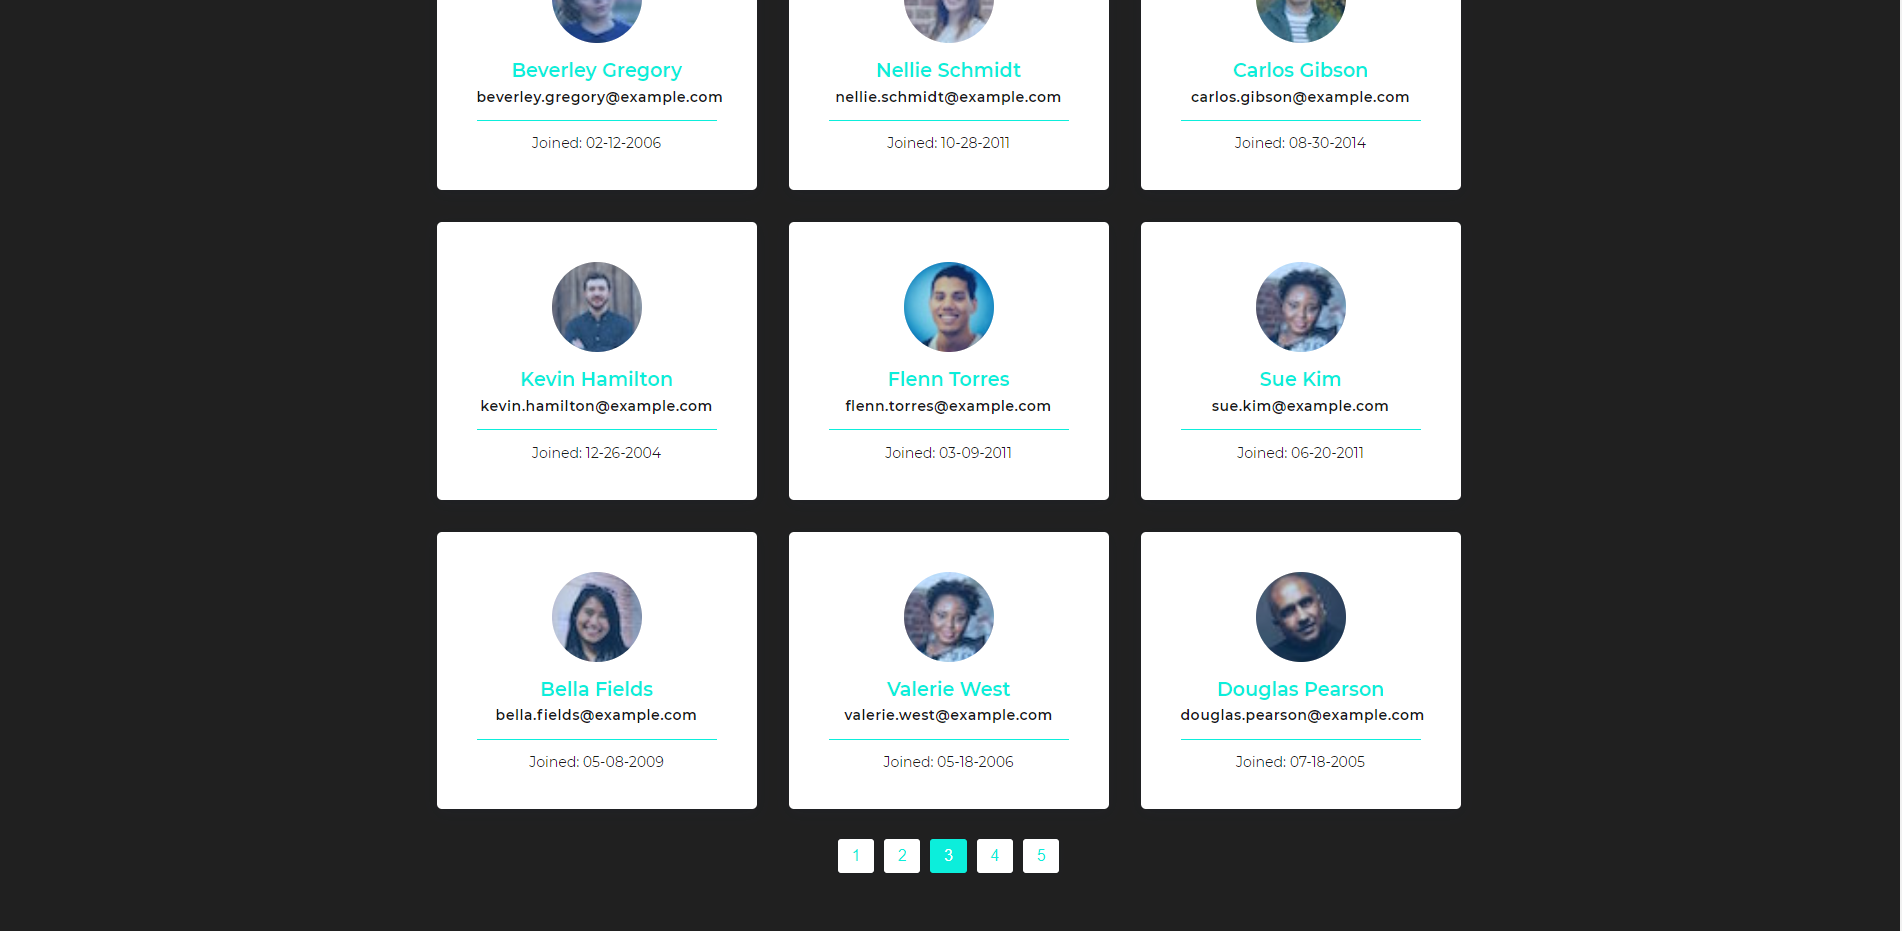 Beverley Gregory
beverley.gregory@example.com
Joined: 02-12-2006
Nellie Schmidt
nellie.schmidt@example.com
Joined: 10-28-2011
Carlos Gibson
carlos.gibson@example.com
Joined: 08-30-2014
Kevin Hamilton
kevin.hamilton@example.com
Joined: 12-26-2004
Flenn Torres
flenn.torres@example.com
Joined: 03-09-2011
Sue Kim
sue.kim@example.com
Joined: 06-20-2011
Bella Fields
bella.fields@example.com
Joined: 05-08-2009
Valerie West
valerie.west@example.com
Joined: 05-18-2006
Douglas Pearson
douglas.pearson@example.com
Joined: 07-18-2005
1 2 3 4 5